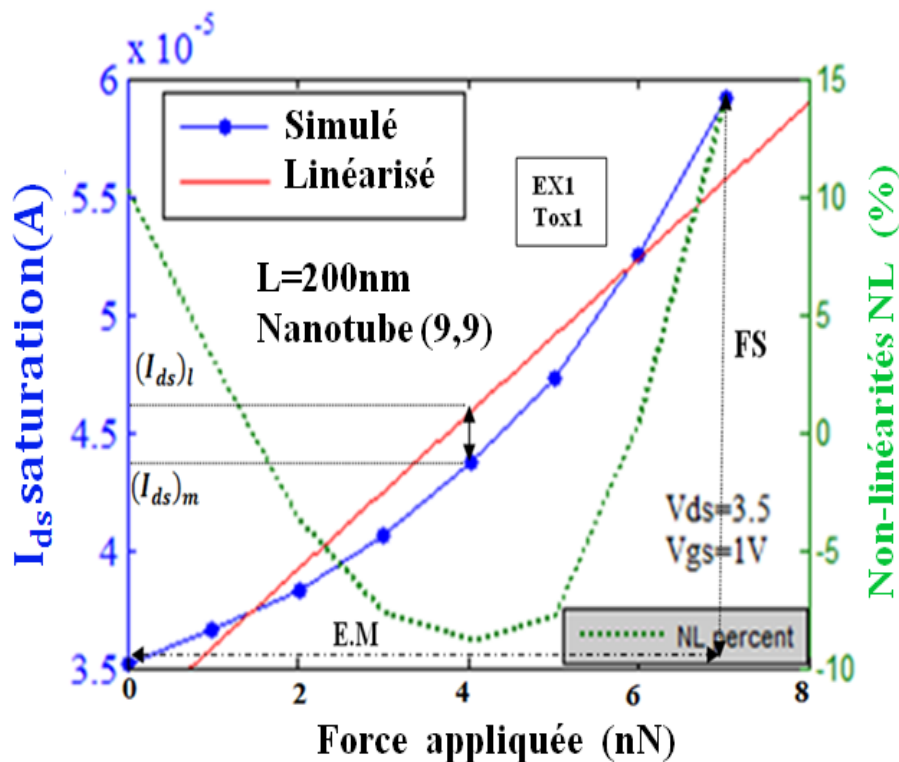 x 10⁻⁵
6
5.5
5
4.5
4
3.5
15
10
5
0
-5
-10
0
2
4
6
8
I_ds saturation(A)
Non-linéarités NL (%)
Force appliquée (nN)
Simulé
Linéarisé
EX1
Tox1
L=200nm
Nanotube (9,9)
(I_ds)_l
(I_ds)_m
FS
Vds=3.5
Vgs=1V
E.M
NL percent